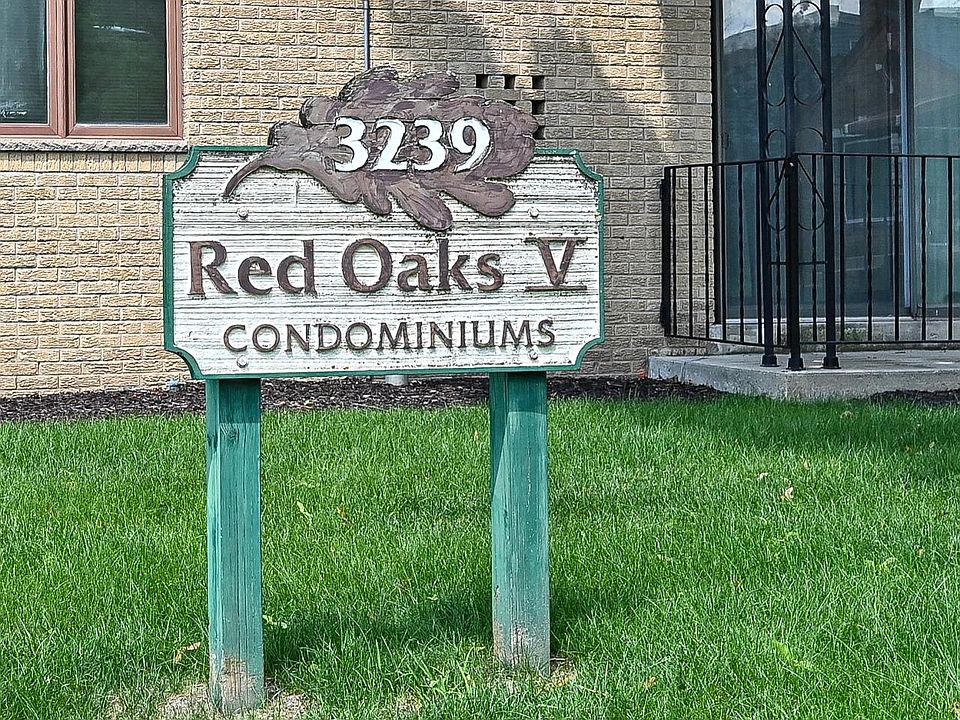 3239
Red Oaks V
CONDOMINIUMS